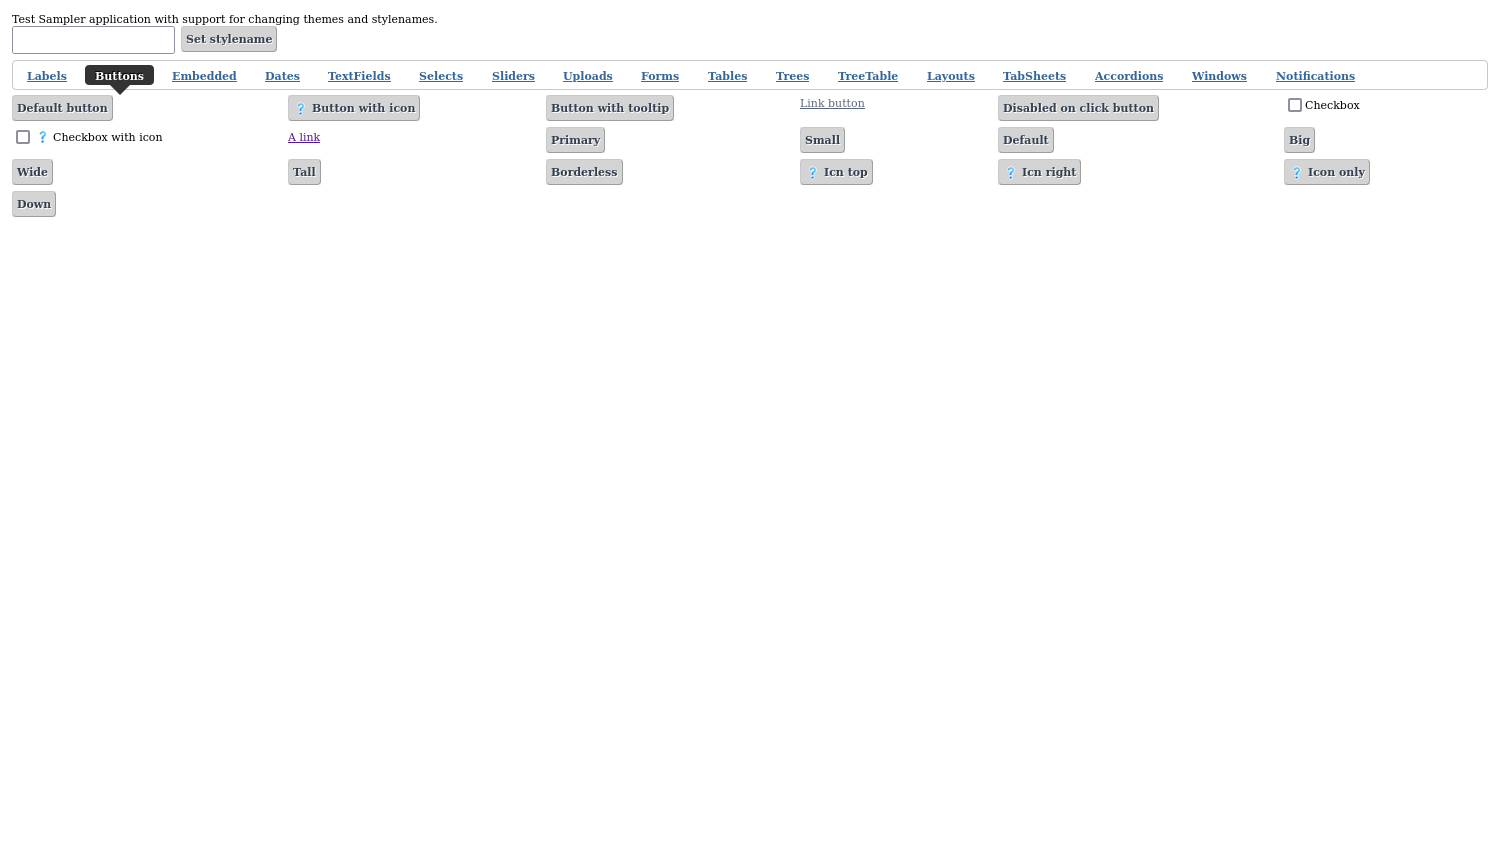 Test Sampler application with support for changing themes and stylenames.
Set stylename
Labels Buttons Embedded Dates TextFields Selects Sliders Uploads Forms Tables Trees TreeTable Layouts TabSheets Accordions Windows Notifications
Default button ? Button with icon Button with tooltip Link button Disabled on click button Checkbox
? Checkbox with icon A link Primary Small Default Big
Wide Tall Borderless ? Icn top ? Icn right ? Icon only
Down